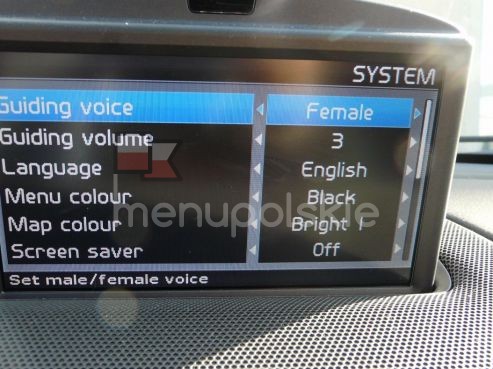 SYSTEM
Guiding voice Female
Guiding volume 3
Language English
Menu colour Black
Map colour Bright 1
Screen saver Off
Set male/female voice
menupolskie